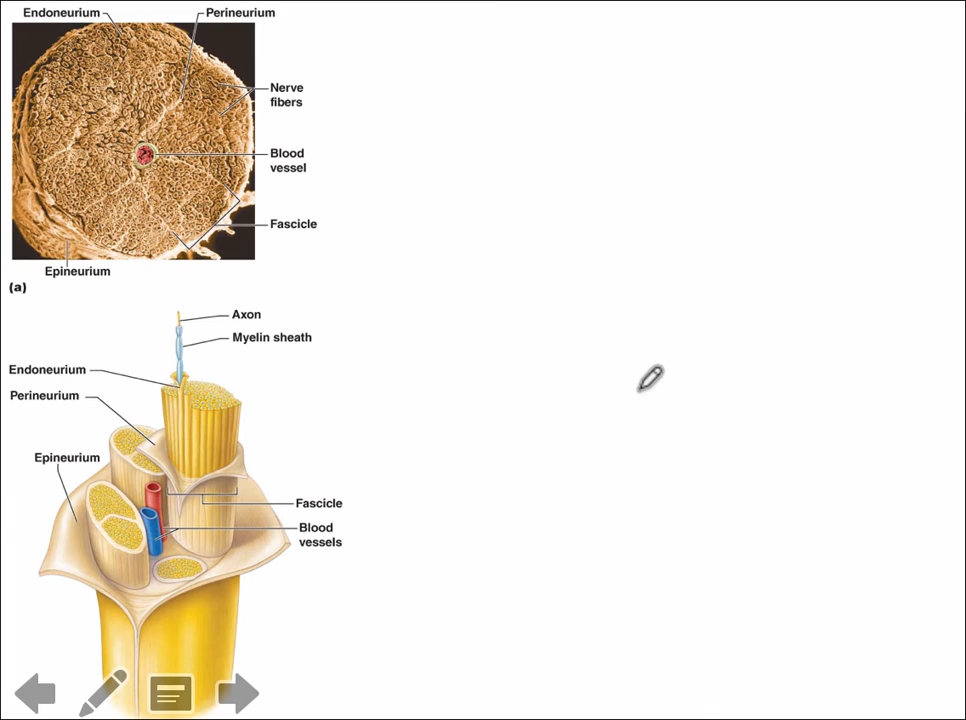 Endoneurium
Perineurium
Nerve
fibers
Blood
vessel
Fascicle
Epineurium
(a)
Axon
Myelin sheath
Endoneurium
Perineurium
Epineurium
Fascicle
Blood
vessels